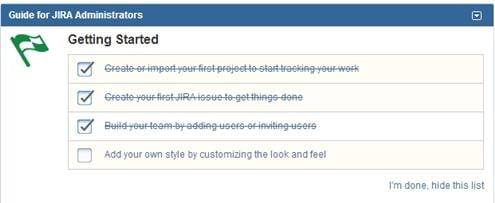 Guide for JIRA Administrators
Getting Started
Create or import your first project to start tracking your work
Create your first JIRA issue to get things done
Build your team by adding users or inviting users
Add your own style by customizing the look and feel
I'm done, hide this list